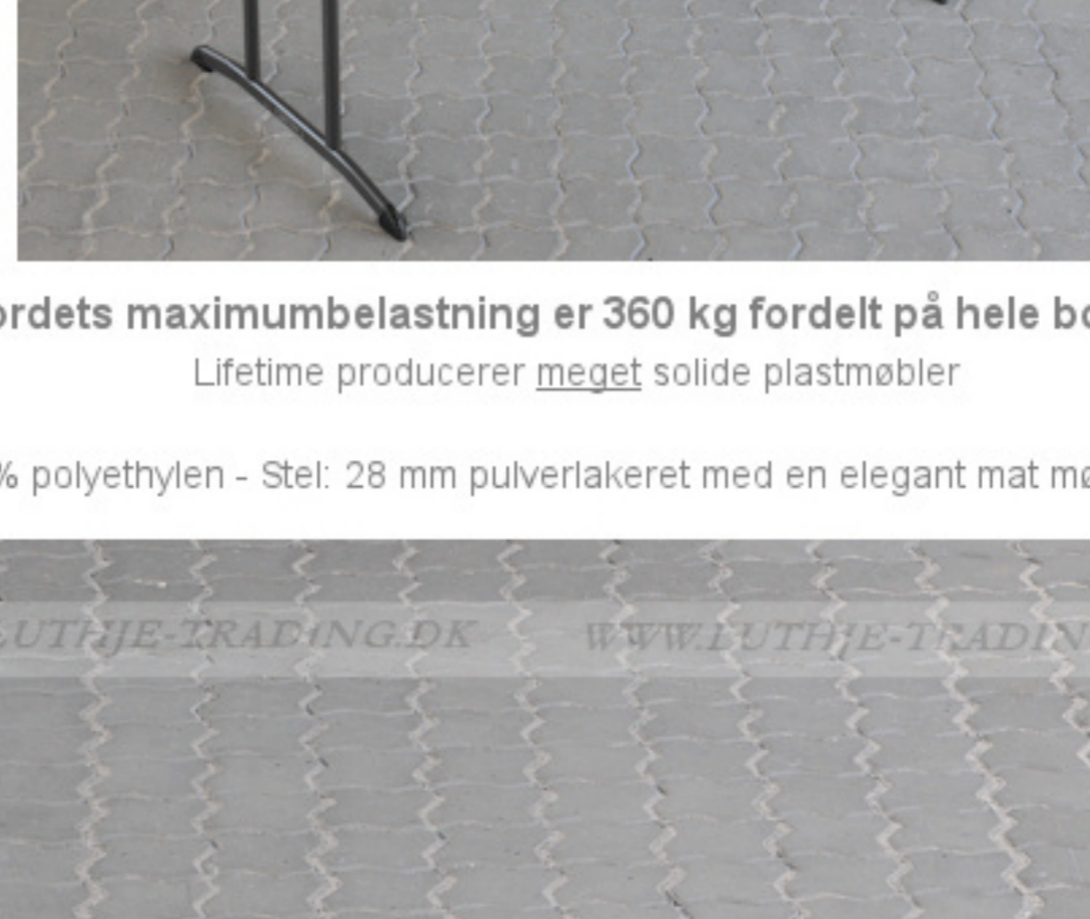 ordets maximumbelastning er 360 kg fordelt på hele bo
Lifetime producerer meget solide plastmøbler
% polyethylen - Stel: 28 mm pulverlakeret med en elegant mat mø
LUTHJE-TRADING.DK WWW.LUTHJE-TRADIN